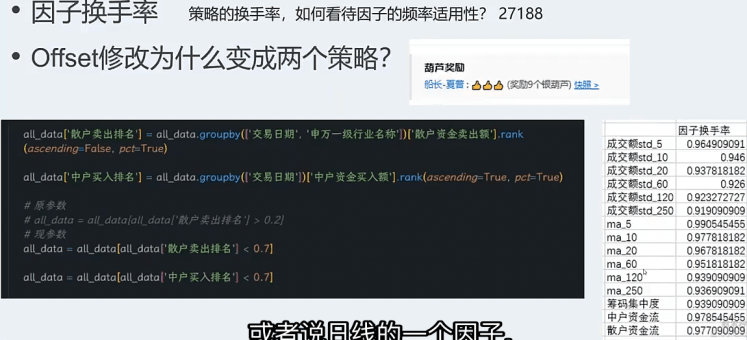 • 因子换手率
策略的换手率，如何看待因子的频率适用性？ 27188
• Offset修改为什么变成两个策略？
葫芦奖励
船长-夏普：👍👍👍 (奖励9个银葫芦) 快照 >
all_data['散户卖出排名'] = all_data.groupby(['交易日期', '申万一级行业名称'])['散户资金卖出额'].rank
(ascending=False, pct=True)
all_data['中户买入排名'] = all_data.groupby(['交易日期'])['中户资金买入额'].rank(ascending=True, pct=True)
# 原参数
# all_data = all_data[all_data['散户卖出排名'] > 0.2]
# 现参数
all_data = all_data[all_data['散户卖出排名'] < 0.7]
all_data = all_data[all_data['中户买入排名'] < 0.7]
因子换手率
成交额std_5 0.964909091
成交额std_10 0.946
成交额std_20 0.937818182
成交额std_60 0.926
成交额std_120 0.923272727
成交额std_250 0.919090909
ma_5 0.990545455
ma_10 0.977818182
ma_20 0.967818182
ma_60 0.951818182
ma_120 0.939090909
ma_250 0.936909091
筹码集中度 0.939090909
中户资金流 0.978545455
散户资金流 0.977090909
或者说日线的一个因子,